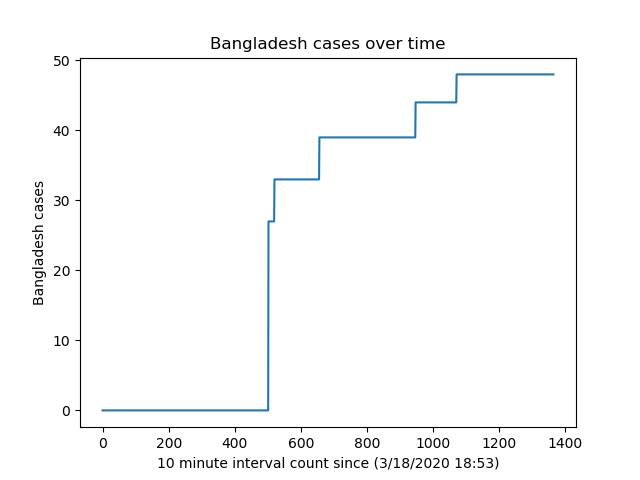 Bangladesh cases over time
50
40
30
20
10
0
Bangladesh cases
0 200 400 600 800 1000 1200 1400
10 minute interval count since (3/18/2020 18:53)